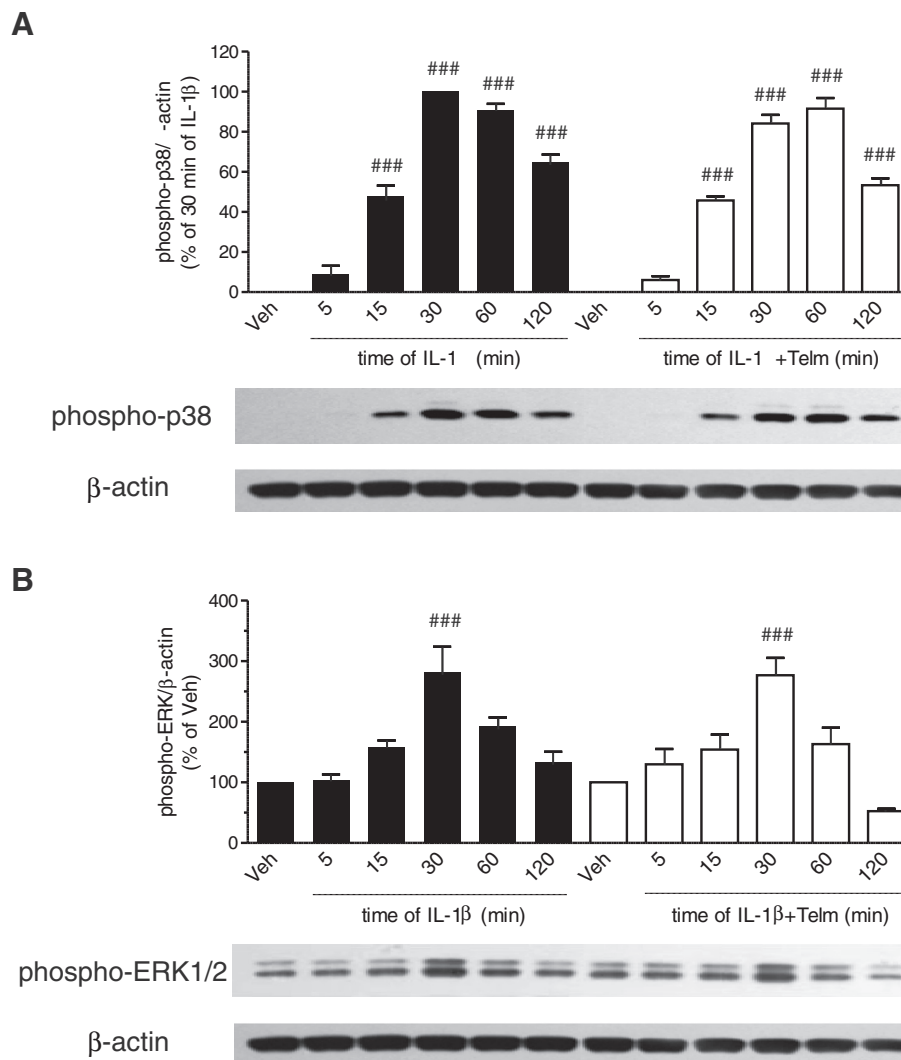 A
phospho-p38/ -actin
(% of 30 min of IL-1β)
120
100
80
60
40
20
0
### ### ### ### ### ### ### ###
Veh 5 15 30 60 120 Veh 5 15 30 60 120
time of IL-1 (min) time of IL-1 +Telm (min)
phospho-p38
β-actin
B
phospho-ERK/β-actin
(% of Veh)
400
300
200
100
0
### ###
Veh 5 15 30 60 120 Veh 5 15 30 60 120
time of IL-1β (min) time of IL-1β+Telm (min)
phospho-ERK1/2
β-actin